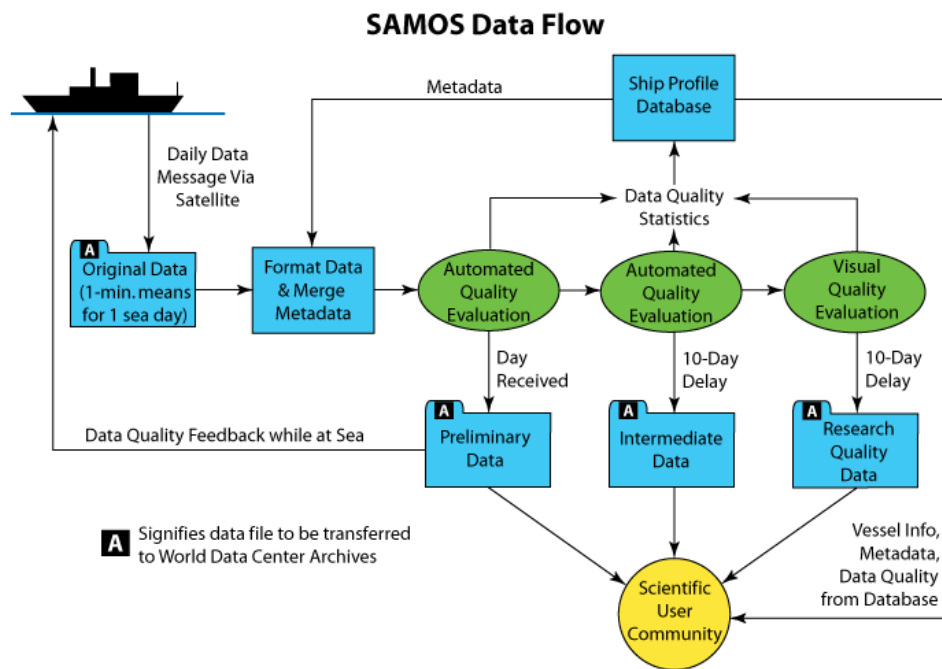 SAMOS Data Flow
Metadata
Ship Profile
Database
Daily Data
Message Via
Satellite
Data Quality
Statistics
A
Original Data
(1-min. means
for 1 sea day)
Format Data
& Merge
Metadata
Automated
Quality
Evaluation
Automated
Quality
Evaluation
Visual
Quality
Evaluation
Day
Received
10-Day
Delay
10-Day
Delay
Data Quality Feedback while at Sea
A
Preliminary
Data
A
Intermediate
Data
A
Research
Quality
Data
A
Signifies data file to be transferred
to World Data Center Archives
Scientific
User
Community
Vessel Info,
Metadata,
Data Quality
from Database